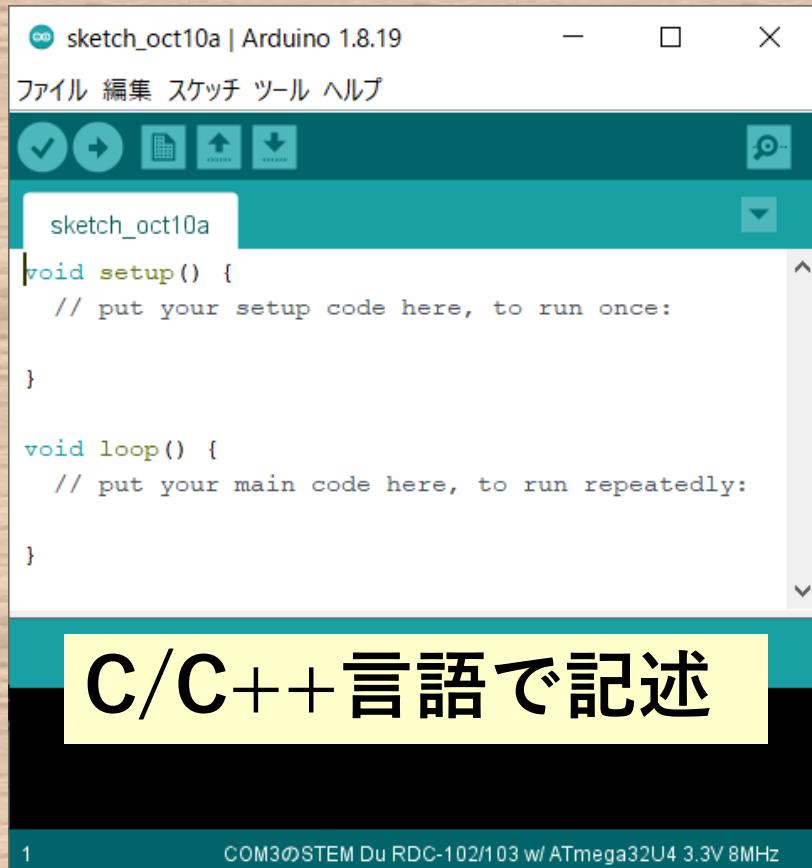 sketch_oct10a | Arduino 1.8.19
ファイル 編集 スケッチ ツール ヘルプ
sketch_oct10a
void setup() {
  // put your setup code here, to run once:
}
void loop() {
  // put your main code here, to run repeatedly:
}
C/C++言語で記述
1 COM3のSTEM Du RDC-102/103 w/ ATmega32U4 3.3V 8MHz